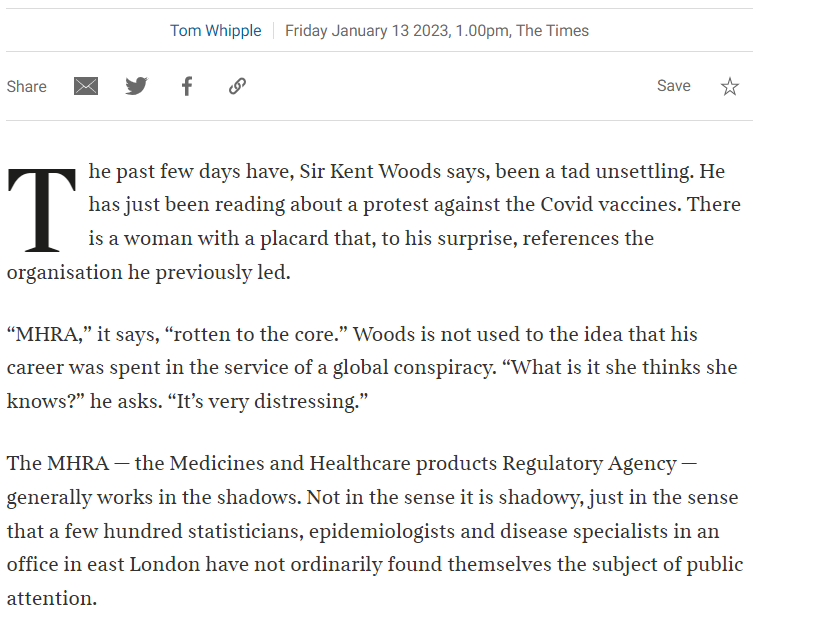 Tom Whipple Friday January 13 2023, 1.00pm, The Times
Share Save
The past few days have, Sir Kent Woods says, been a tad unsettling. He
has just been reading about a protest against the Covid vaccines. There
is a woman with a placard that, to his surprise, references the
organisation he previously led.
“MHRA,” it says, “rotten to the core.” Woods is not used to the idea that his
career was spent in the service of a global conspiracy. “What is it she thinks she
knows?” he asks. “It’s very distressing.”
The MHRA — the Medicines and Healthcare products Regulatory Agency —
generally works in the shadows. Not in the sense it is shadowy, just in the sense
that a few hundred statisticians, epidemiologists and disease specialists in an
office in east London have not ordinarily found themselves the subject of public
attention.